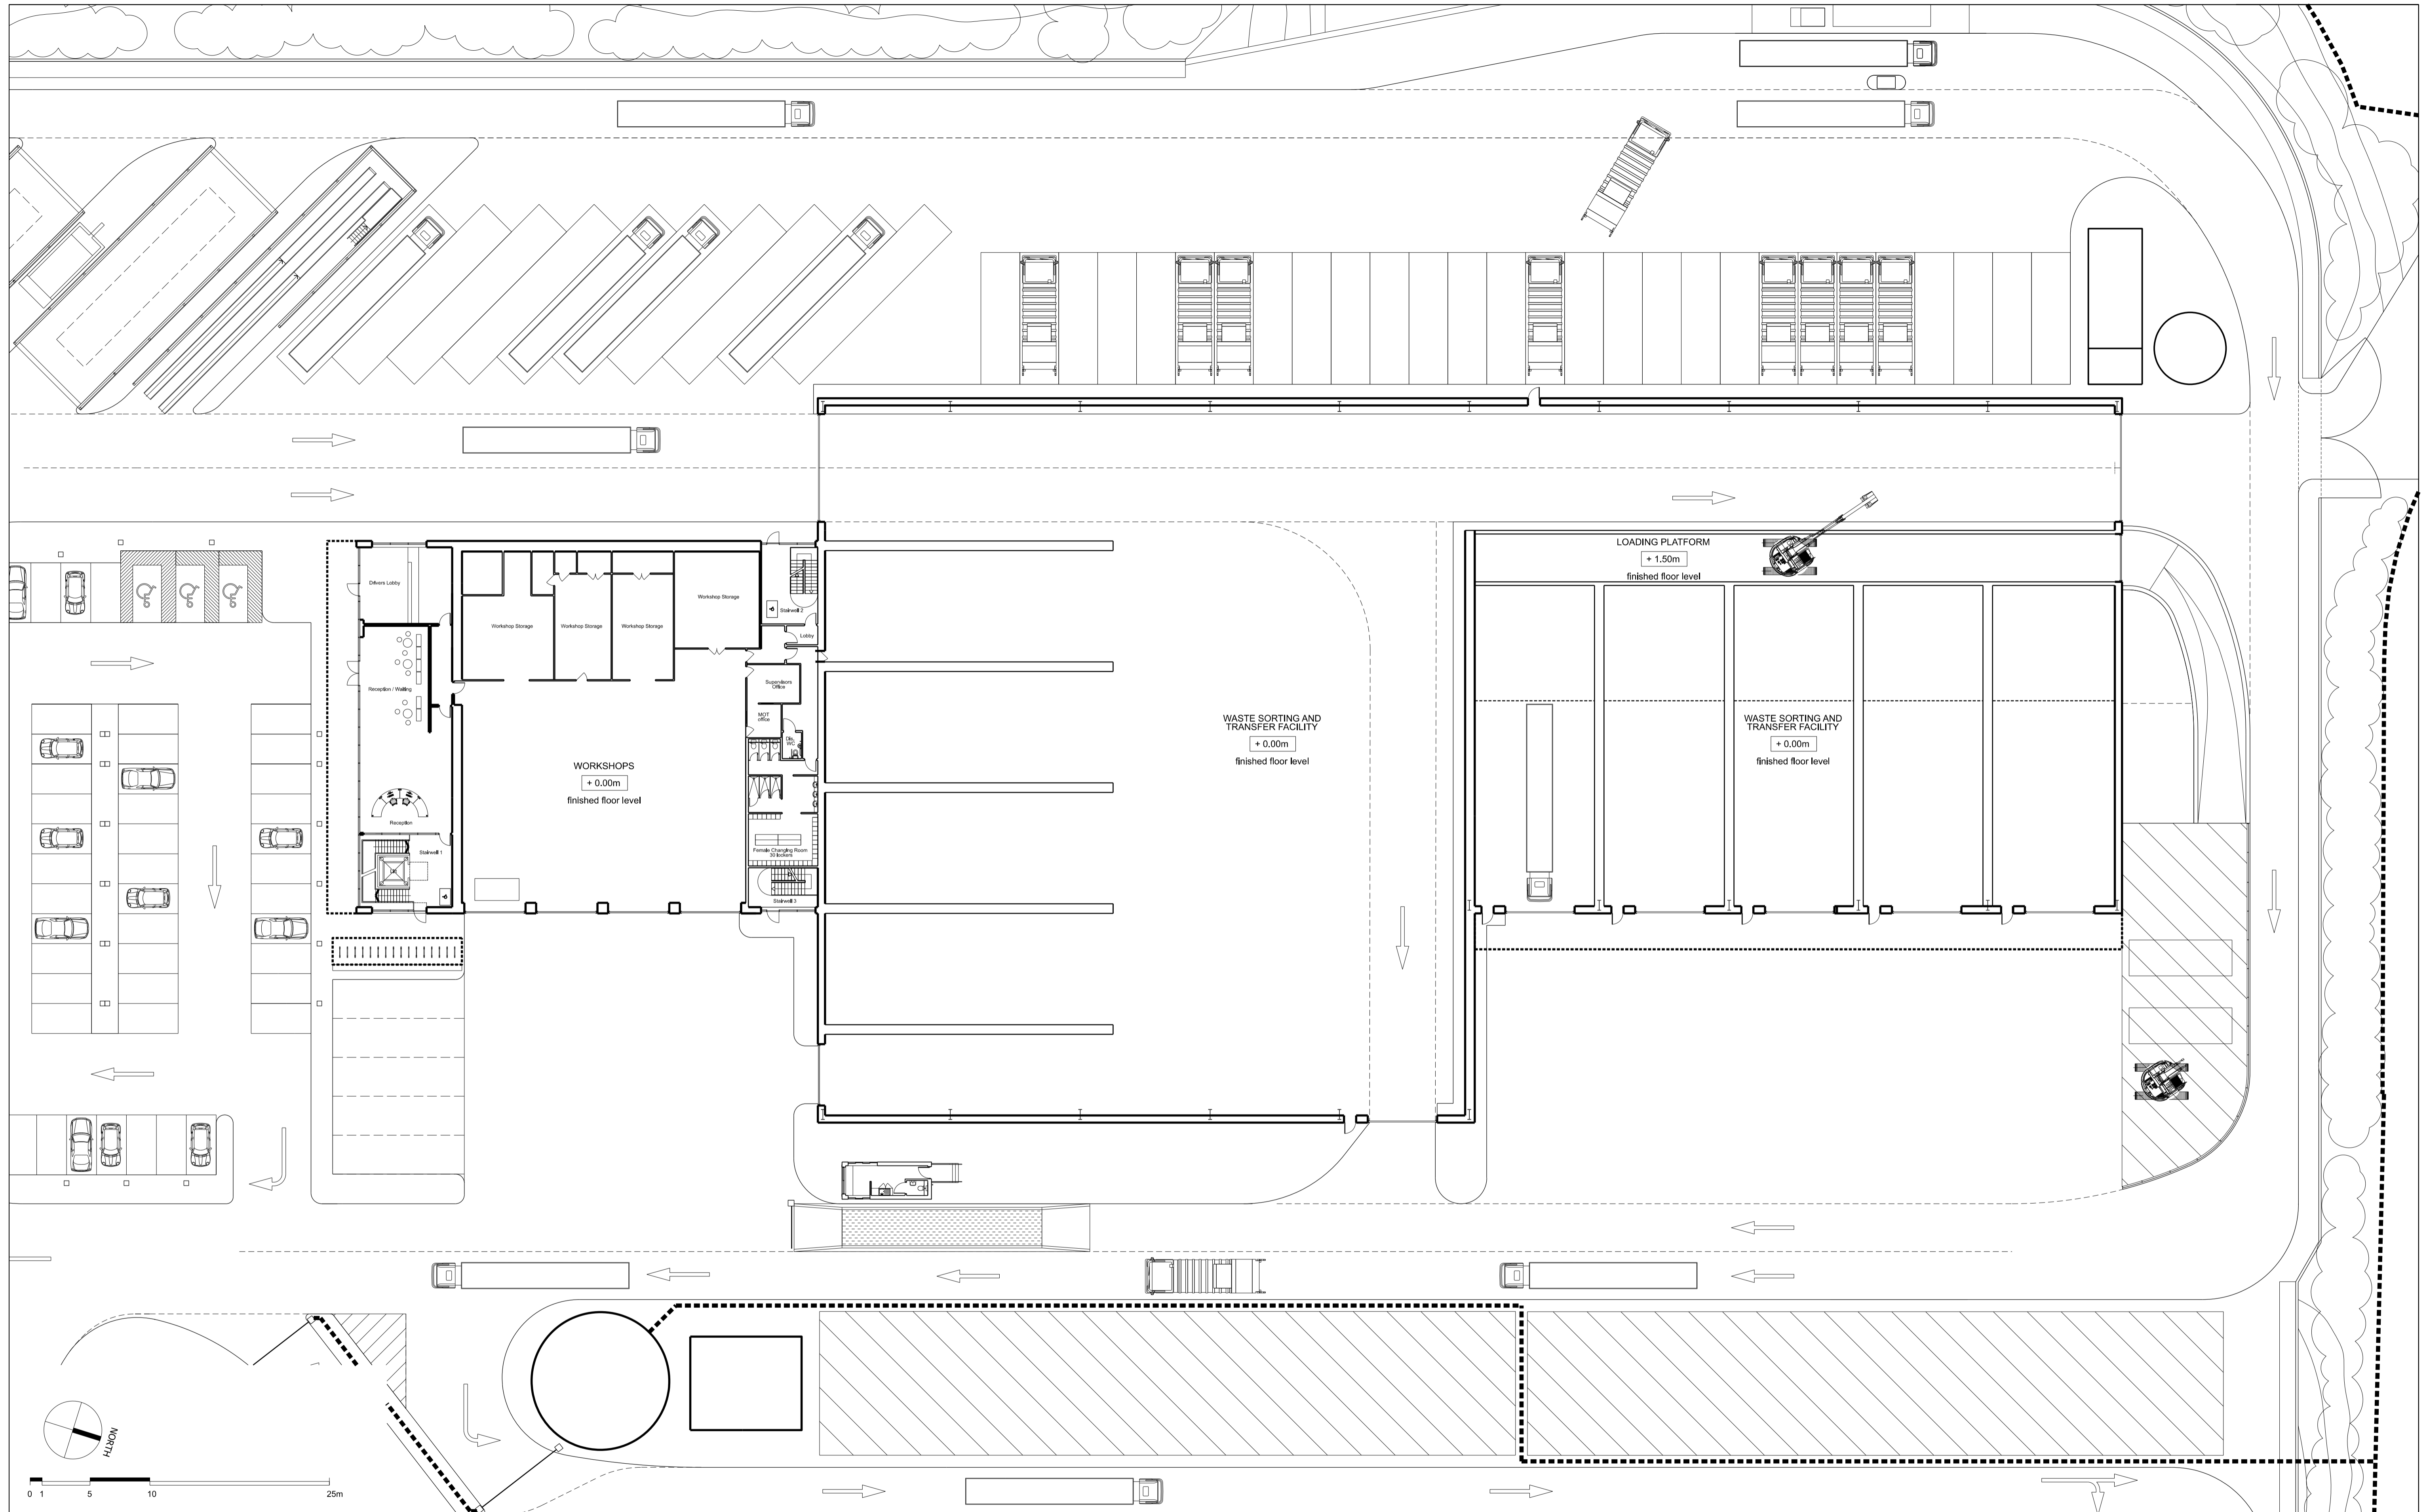 LOADING PLATFORM
+ 1.50m
finished floor level
Drivers Lobby
Workshop Storage
Stairwell 2
Workshop Storage
Workshop Storage
Workshop Storage
Lobby
Reception / Waiting
Supervisors
Office
MOT
office
Dis.
WC
WASTE SORTING AND
TRANSFER FACILITY
+ 0.00m
finished floor level
WASTE SORTING AND
TRANSFER FACILITY
+ 0.00m
finished floor level
WORKSHOPS
+ 0.00m
finished floor level
Reception
Stairwell 1
Female Changing Room
30 lockers
Stairwell 3
NORTH
0 1 5 10 25m